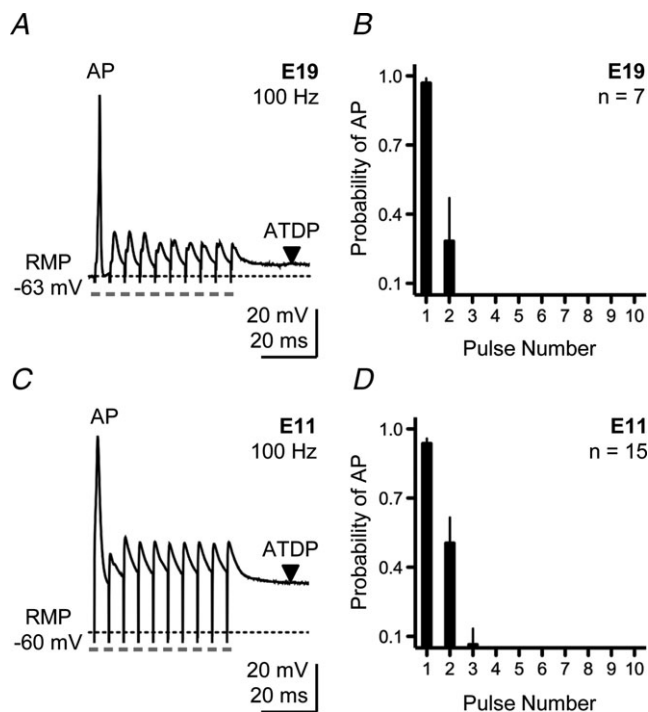 A
AP
E19
100 Hz
ATDP
RMP
-63 mV
20 mV
20 ms
B
E19
n = 7
Probability of AP
1.0
0.7
0.4
0.1
1 2 3 4 5 6 7 8 9 10
Pulse Number
C
AP
E11
100 Hz
ATDP
RMP
-60 mV
20 mV
20 ms
D
E11
n = 15
Probability of AP
1.0
0.7
0.4
0.1
1 2 3 4 5 6 7 8 9 10
Pulse Number